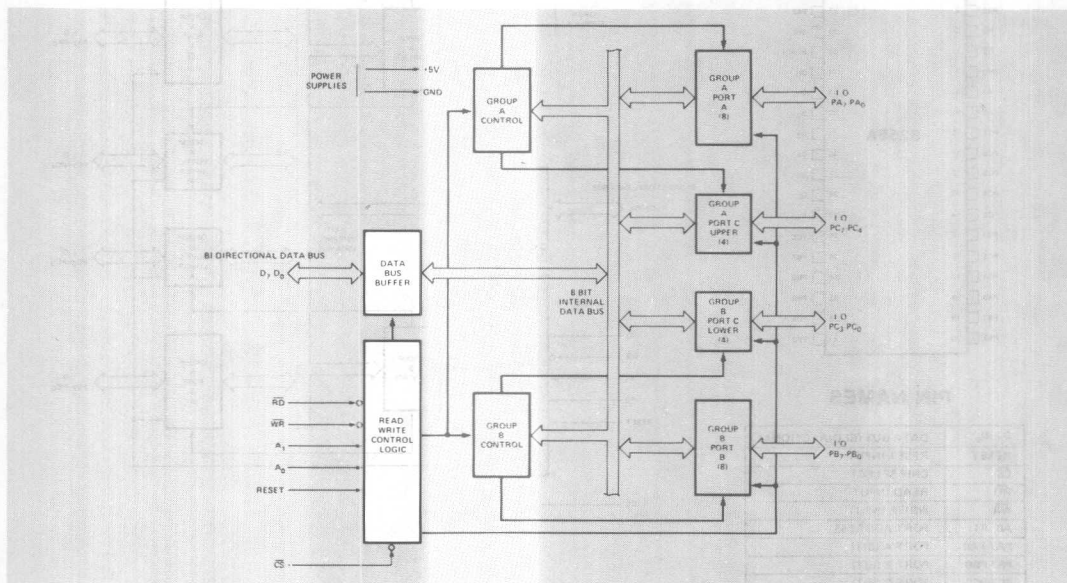 POWER
SUPPLIES
+5V
GND
GROUP
A
CONTROL
GROUP
A
PORT
A
(8)
I O
PA7 PA0
GROUP
A
PORT C
UPPER
(4)
I O
PC7-PC4
BI DIRECTIONAL DATA BUS
D7 D0
DATA
BUS
BUFFER
8 BIT
INTERNAL
DATA BUS
GROUP
B
PORT C
LOWER
(4)
I O
PC3 PC0
RD
WR
A1
A0
RESET
CS
READ
WRITE
CONTROL
LOGIC
GROUP
B
CONTROL
GROUP
B
PORT
B
(8)
I O
PB7-PB0
PIN NAMES